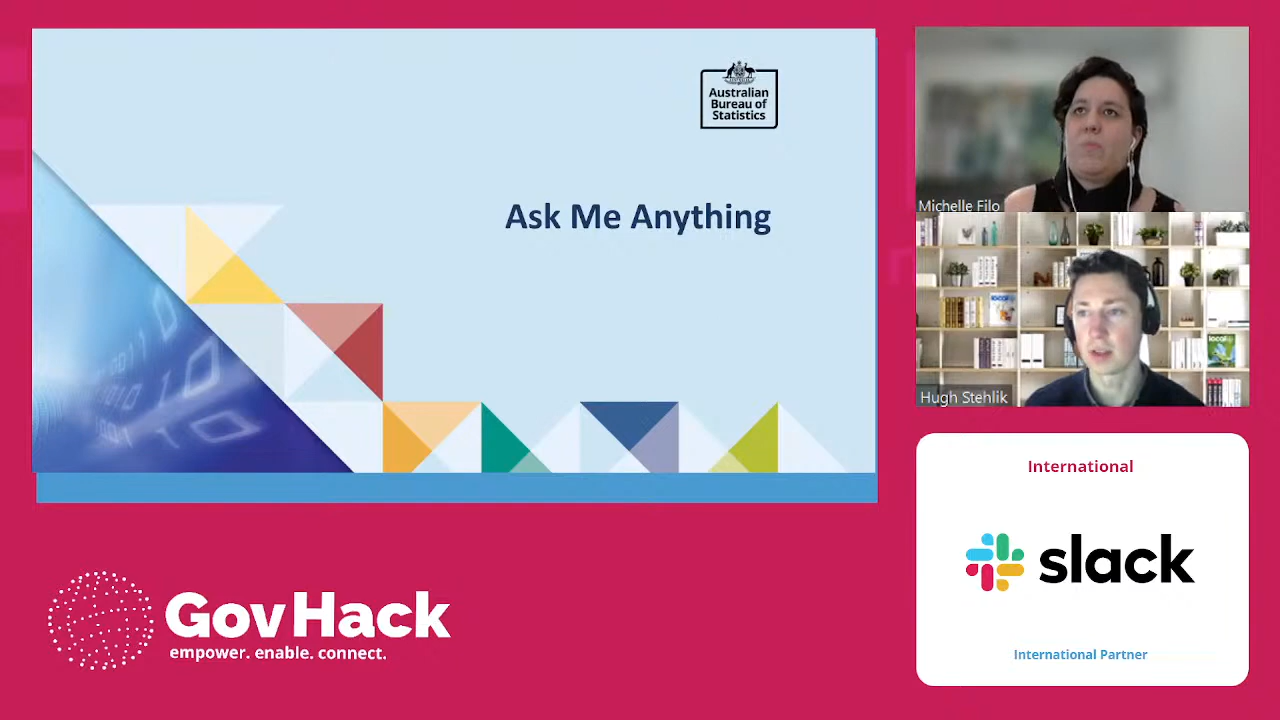 Australian
Bureau of
Statistics
Ask Me Anything
Michelle Filo
Hugh Stehlik
International
slack
International Partner
GovHack
empower. enable. connect.